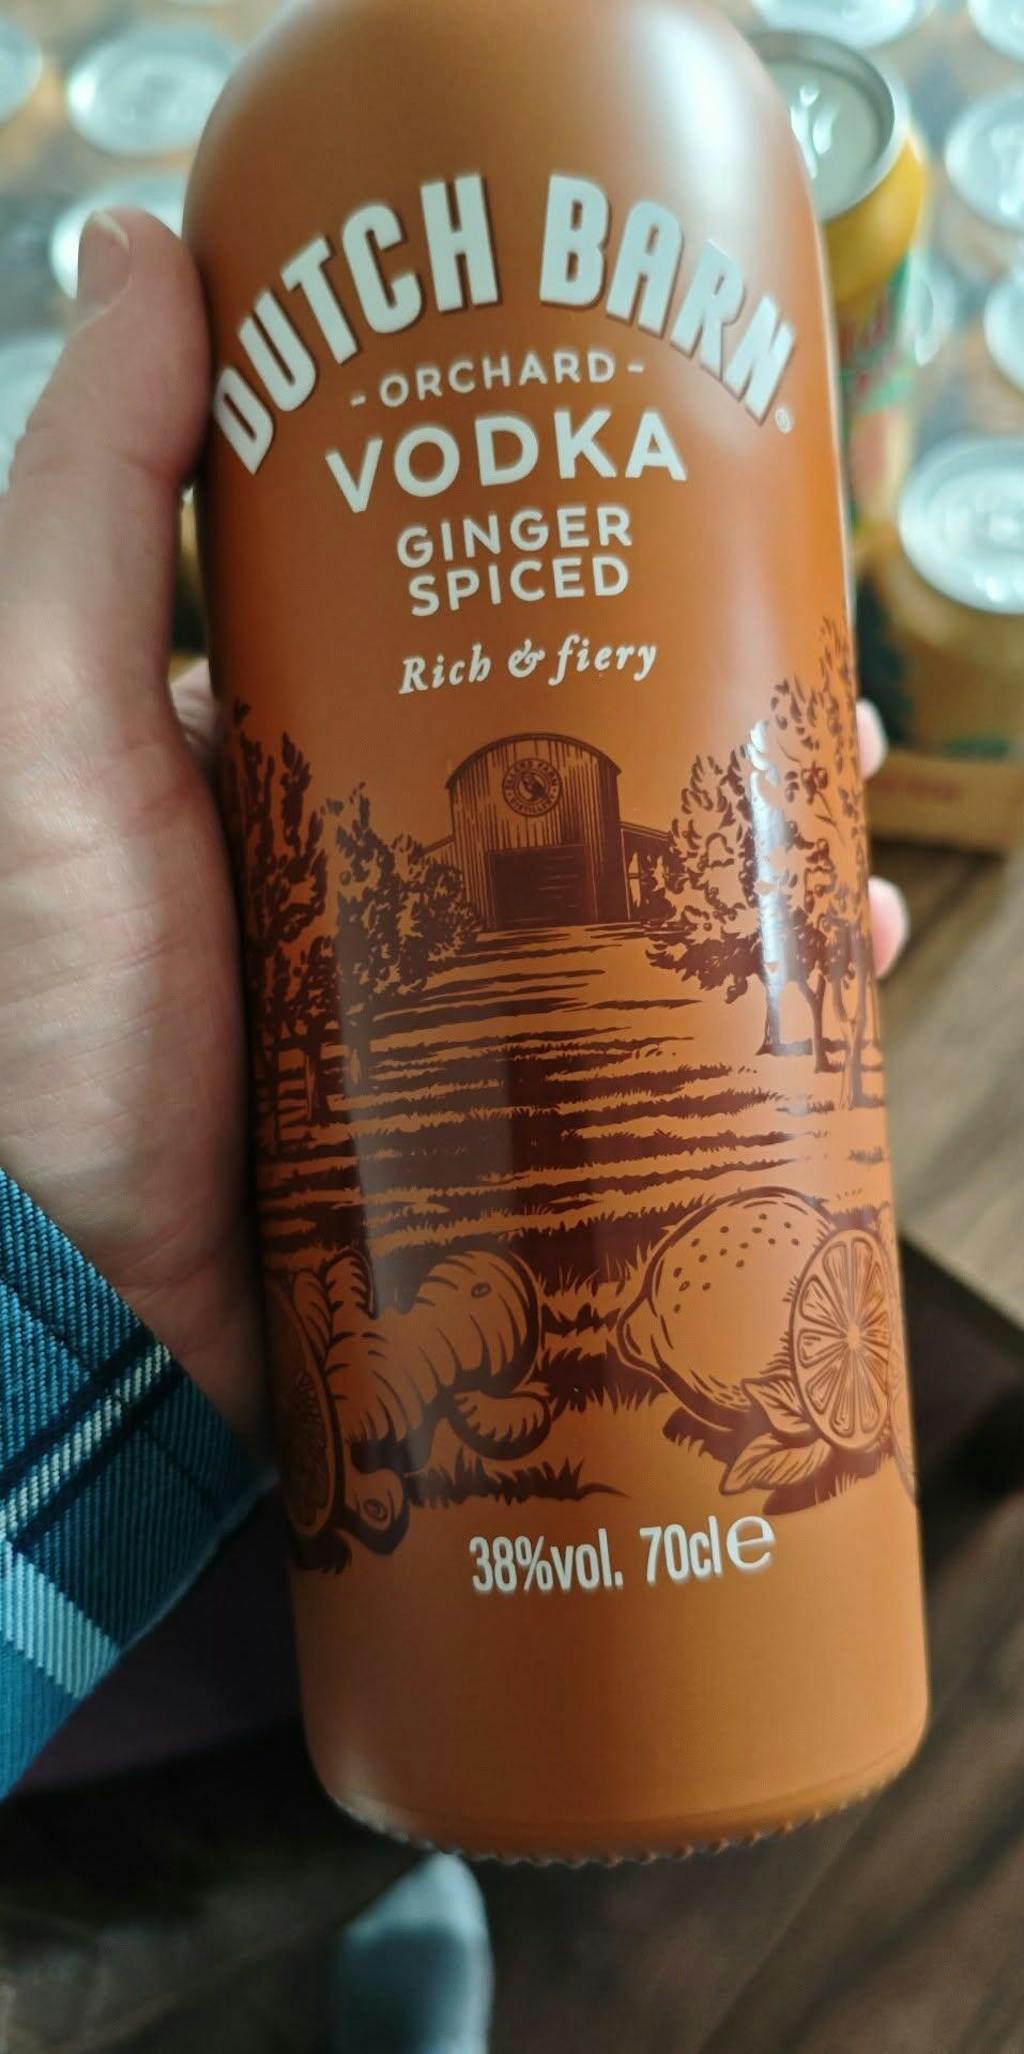 DUTCH BARN®
-ORCHARD-
VODKA
GINGER
SPICED
Rich & fiery
38%vol. 70cl e